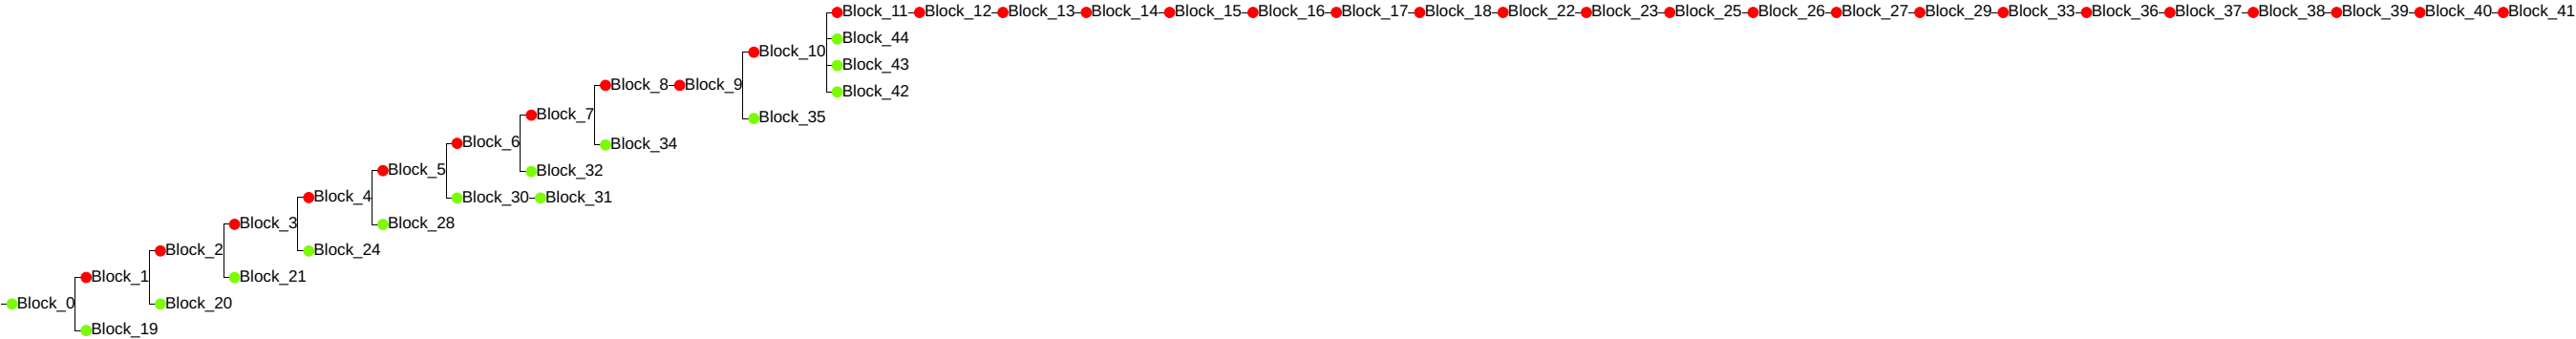 Block_11 Block_12 Block_13 Block_14 Block_15 Block_16 Block_17 Block_18 Block_22 Block_23 Block_25 Block_26 Block_27 Block_29 Block_33 Block_36 Block_37 Block_38 Block_39 Block_40 Block_41
Block_44
Block_10
Block_43
Block_8 Block_9
Block_42
Block_7
Block_35
Block_6
Block_34
Block_5
Block_32
Block_4
Block_30 Block_31
Block_3
Block_28
Block_2
Block_24
Block_1
Block_21
Block_0
Block_20
Block_19